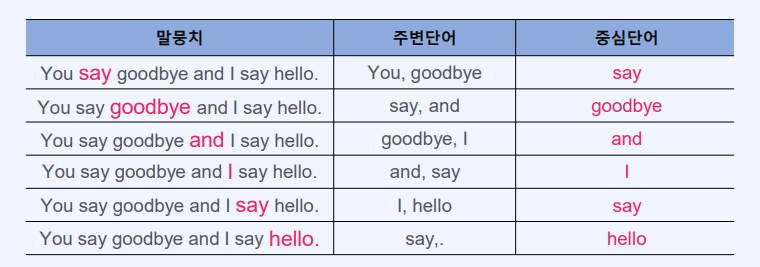 말뭉치 주변단어 중심단어
You say goodbye and I say hello. You, goodbye say
You say goodbye and I say hello. say, and goodbye
You say goodbye and I say hello. goodbye, I and
You say goodbye and I say hello. and, say I
You say goodbye and I say hello. I, hello say
You say goodbye and I say hello. say,. hello